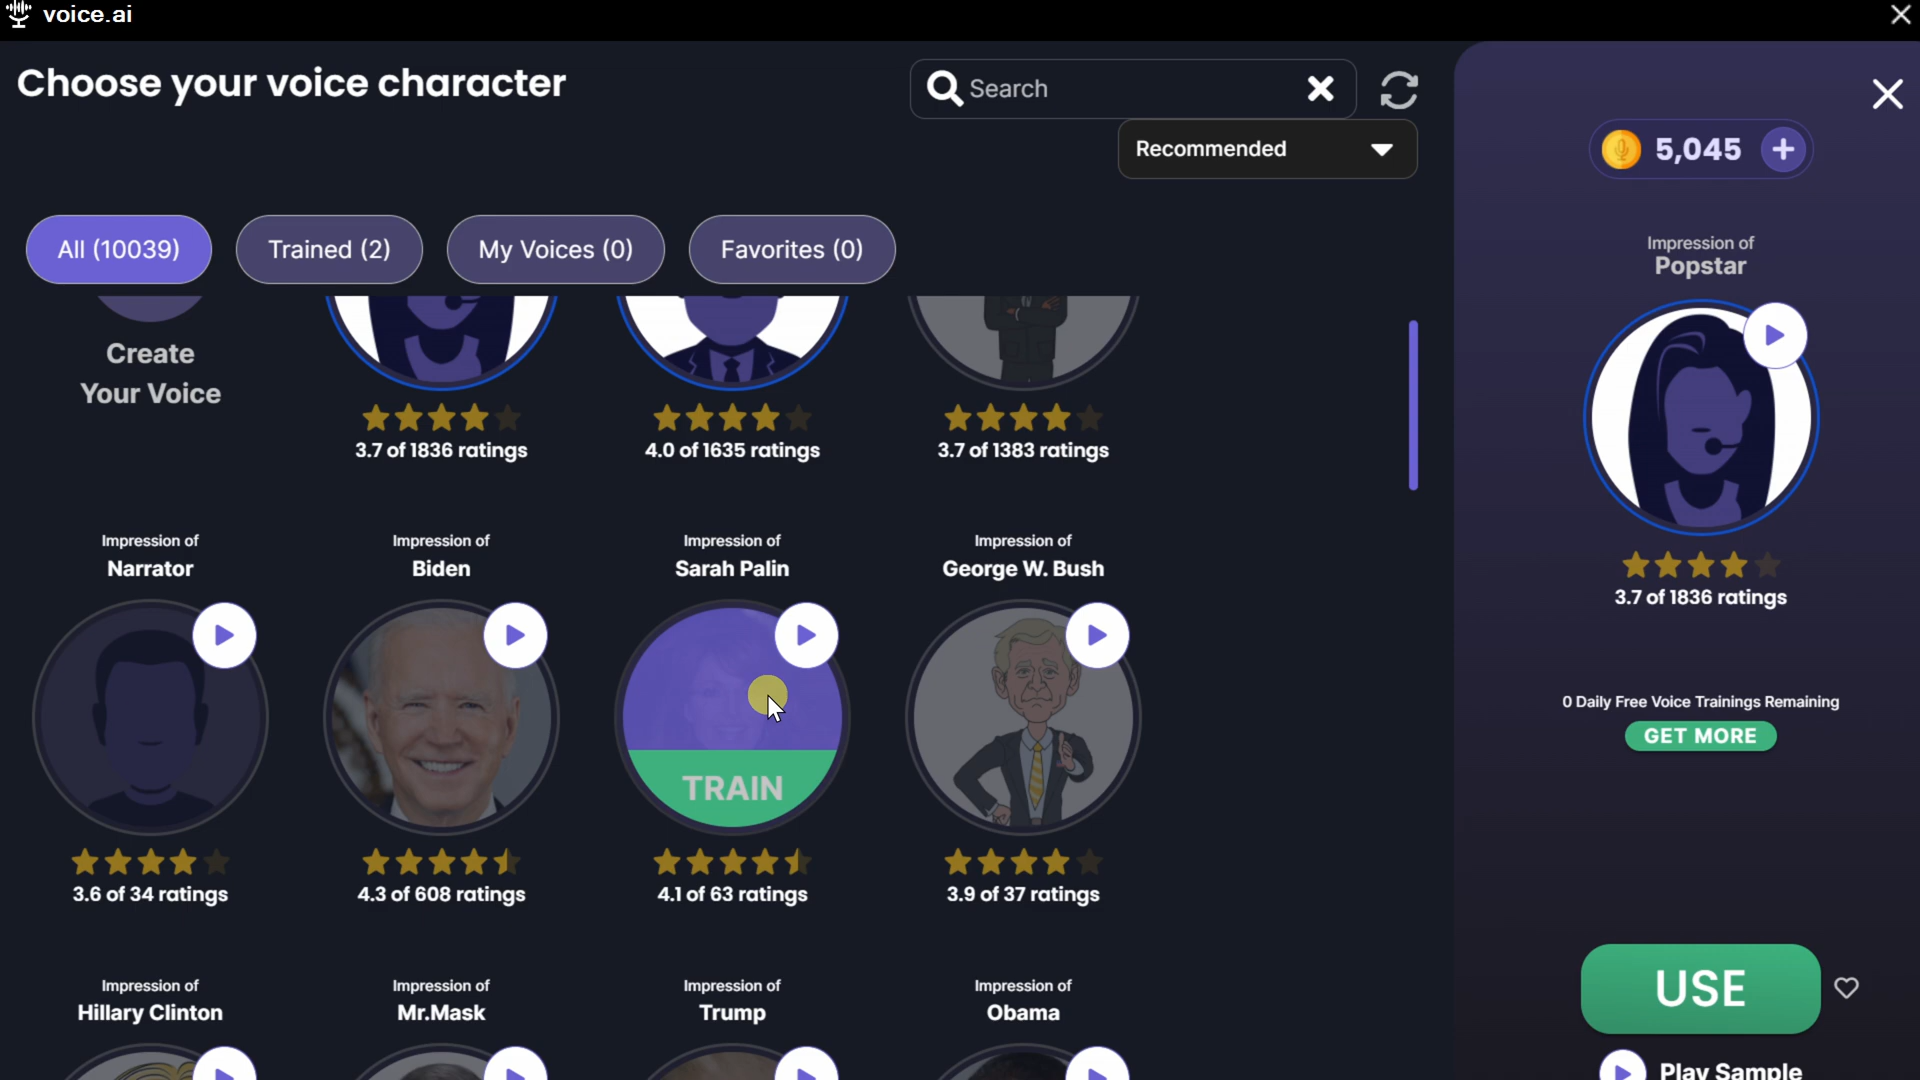 voice.ai
Choose your voice character
Search
Recommended
5,045
All (10039)
Trained (2)
My Voices (0)
Favorites (0)
Create
Your Voice
3.7 of 1836 ratings
4.0 of 1635 ratings
3.7 of 1383 ratings
Impression of
Narrator
Impression of
Biden
Impression of
Sarah Palin
Impression of
George W. Bush
TRAIN
3.6 of 34 ratings
4.3 of 608 ratings
4.1 of 63 ratings
3.9 of 37 ratings
Impression of
Hillary Clinton
Impression of
Mr.Mask
Impression of
Trump
Impression of
Obama
Impression of
Popstar
3.7 of 1836 ratings
0 Daily Free Voice Trainings Remaining
GET MORE
USE
Play Sample